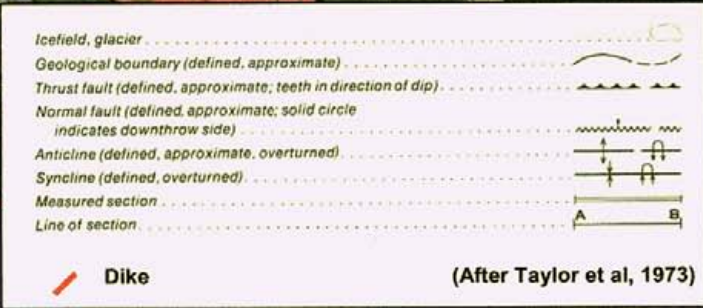 Icefield, glacier
Geological boundary (defined, approximate)
Thrust fault (defined, approximate; teeth in direction of dip)
Normal fault (defined, approximate; solid circle
indicates downthrow side)
Anticline (defined, approximate, overturned)
Syncline (defined, overturned)
Measured section
Line of section A B
Dike (After Taylor et al, 1973)